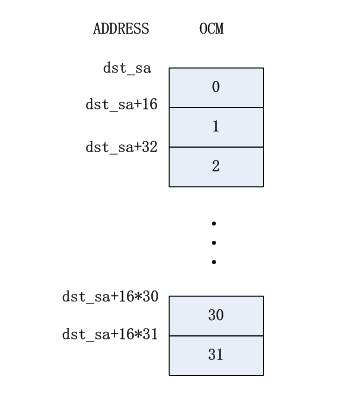 ADDRESS OCM
dst_sa
0
dst_sa+16
1
dst_sa+32
2
dst_sa+16*30
30
dst_sa+16*31
31